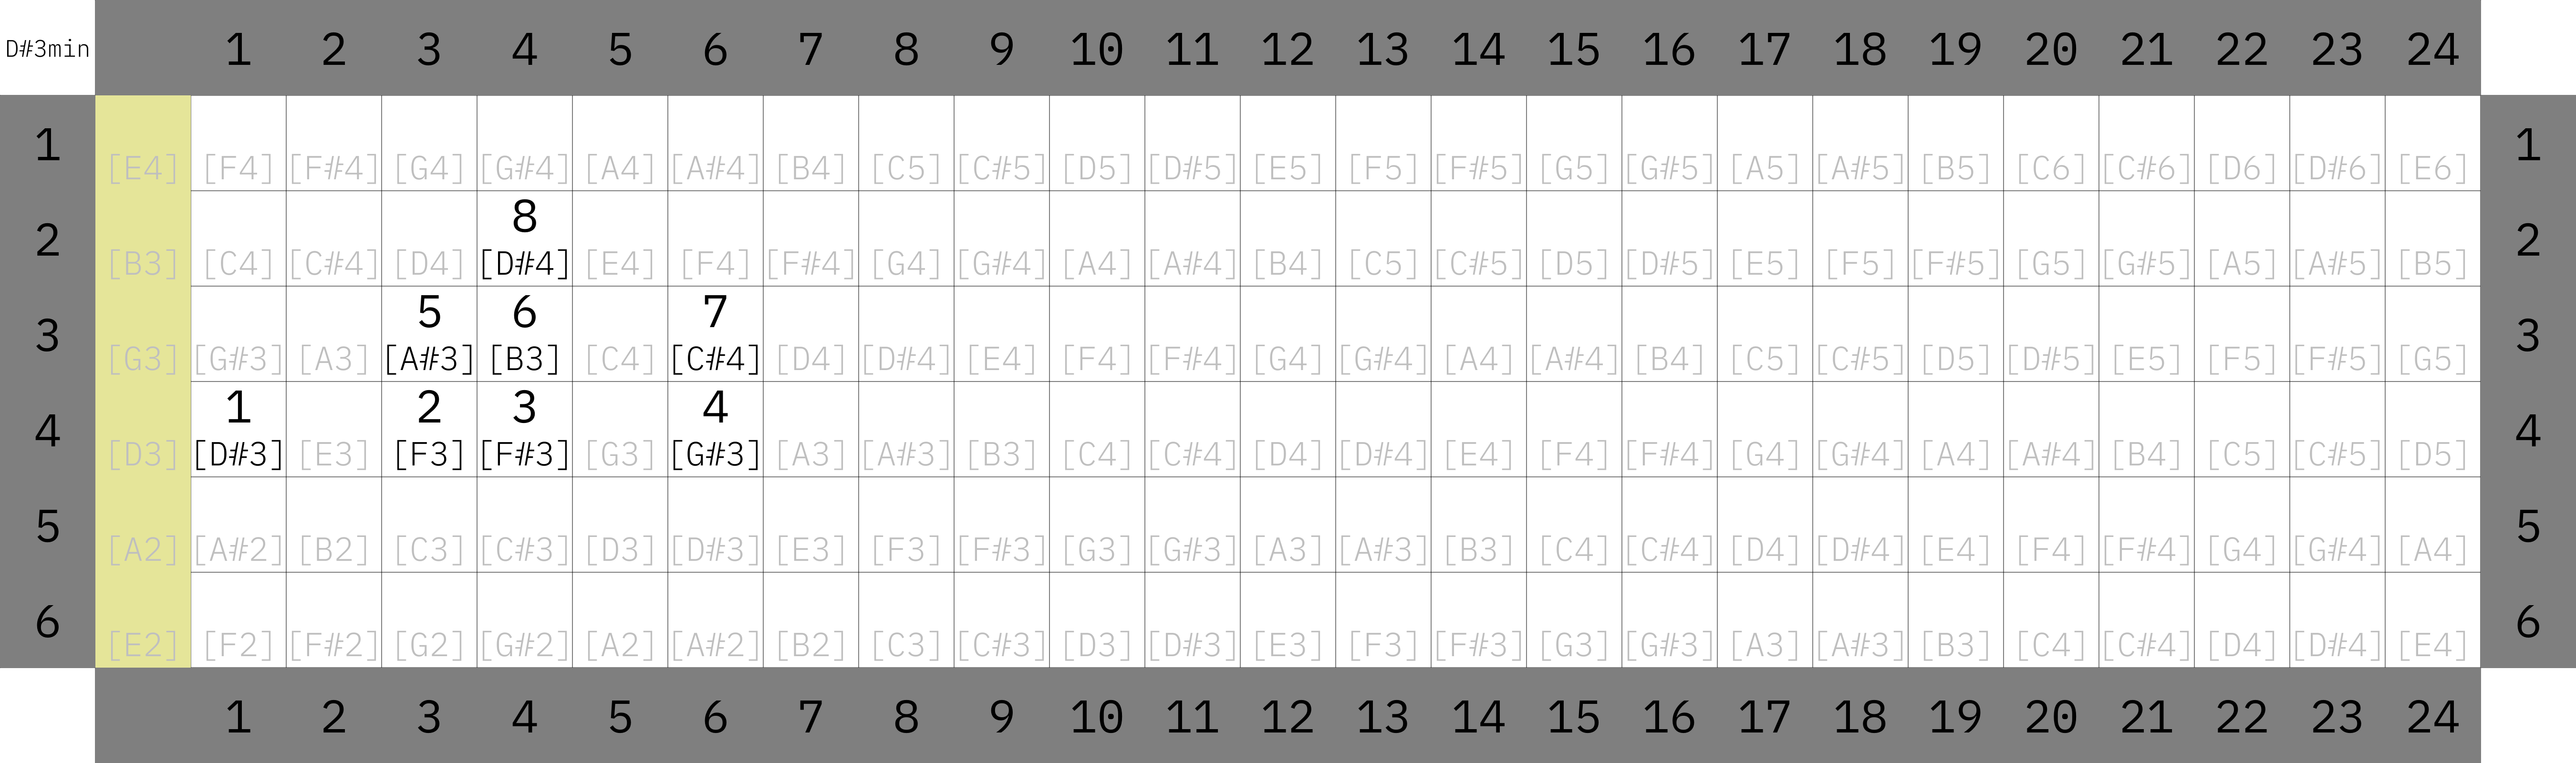 D#3min 1 2 3 4 5 6 7 8 9 10 11 12 13 14 15 16 17 18 19 20 21 22 23 24
1 [E4] [F4] [F#4] [G4] [G#4] [A4] [A#4] [B4] [C5] [C#5] [D5] [D#5] [E5] [F5] [F#5] [G5] [G#5] [A5] [A#5] [B5] [C6] [C#6] [D6] [D#6] [E6] 1
8
2 [B3] [C4] [C#4] [D4] [D#4] [E4] [F4] [F#4] [G4] [G#4] [A4] [A#4] [B4] [C5] [C#5] [D5] [D#5] [E5] [F5] [F#5] [G5] [G#5] [A5] [A#5] [B5] 2
5 6 7
3 [G3] [G#3] [A3] [A#3] [B3] [C4] [C#4] [D4] [D#4] [E4] [F4] [F#4] [G4] [G#4] [A4] [A#4] [B4] [C5] [C#5] [D5] [D#5] [E5] [F5] [F#5] [G5] 3
1 2 3 4
4 [D3] [D#3] [E3] [F3] [F#3] [G3] [G#3] [A3] [A#3] [B3] [C4] [C#4] [D4] [D#4] [E4] [F4] [F#4] [G4] [G#4] [A4] [A#4] [B4] [C5] [C#5] [D5] 4
5 [A2] [A#2] [B2] [C3] [C#3] [D3] [D#3] [E3] [F3] [F#3] [G3] [G#3] [A3] [A#3] [B3] [C4] [C#4] [D4] [D#4] [E4] [F4] [F#4] [G4] [G#4] [A4] 5
6 [E2] [F2] [F#2] [G2] [G#2] [A2] [A#2] [B2] [C3] [C#3] [D3] [D#3] [E3] [F3] [F#3] [G3] [G#3] [A3] [A#3] [B3] [C4] [C#4] [D4] [D#4] [E4] 6
1 2 3 4 5 6 7 8 9 10 11 12 13 14 15 16 17 18 19 20 21 22 23 24